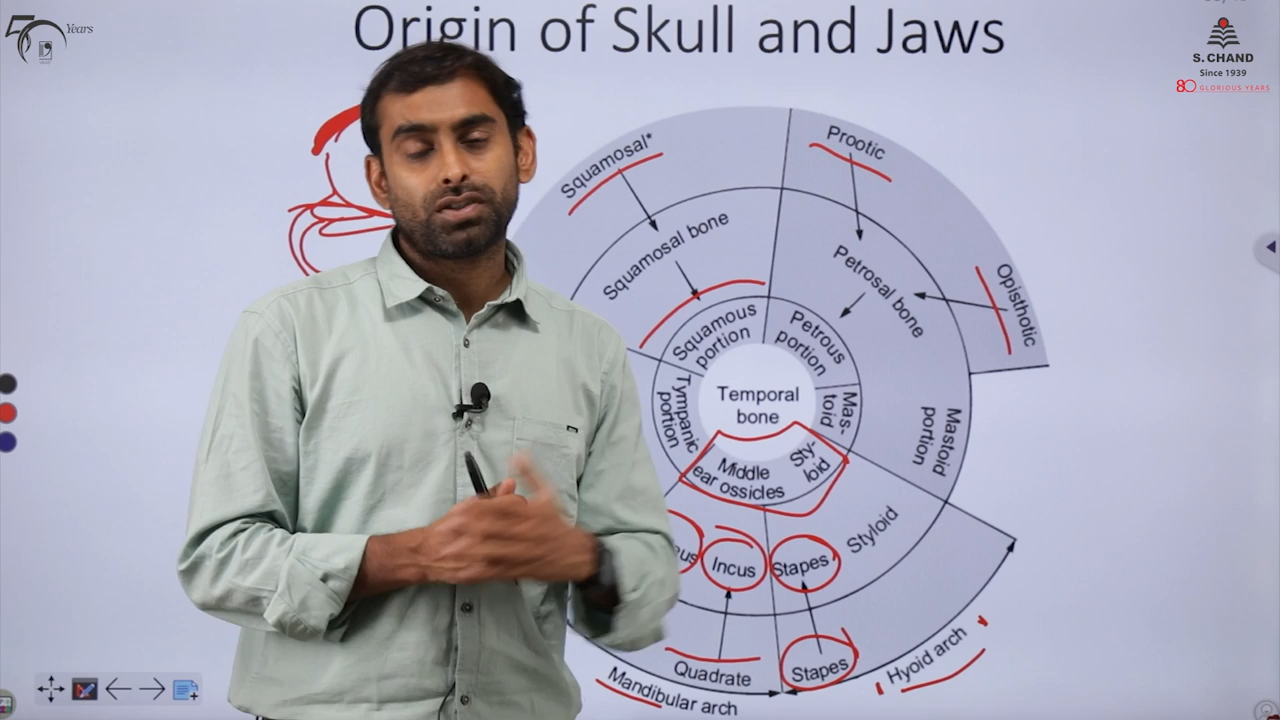 Origin of Skull and Jaws
50 Years
S. CHAND
Since 1939
80 GLORIOUS YEARS
Squamosal*
Prootic
Squamosal bone
Petrosal bone
Opisthotic
Squamous
portion
Petrous
portion
Tympanic
portion
Temporal
bone
Mas-
toid
Mastoid
portion
Middle
ear ossicles
Sty-
loid
eus
Incus
Stapes
Styloid
Quadrate
Stapes
Hyoid arch
Mandibular arch